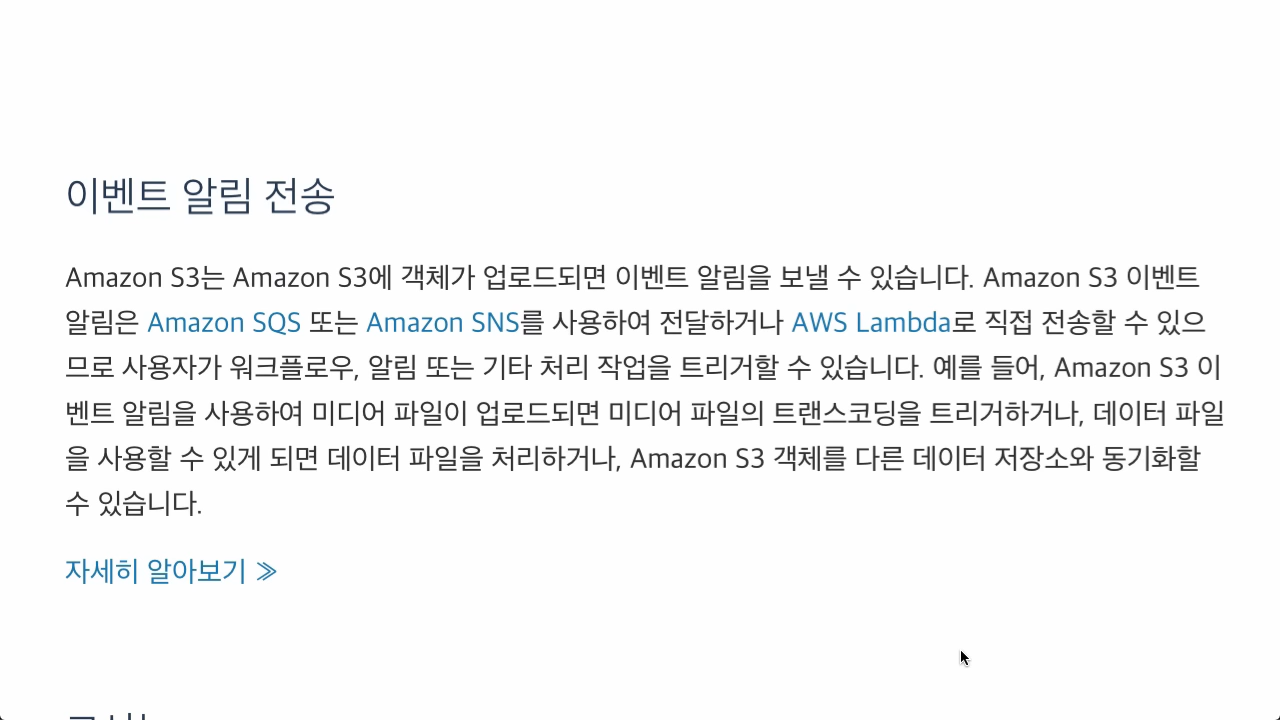 이벤트 알림 전송
Amazon S3는 Amazon S3에 객체가 업로드되면 이벤트 알림을 보낼 수 있습니다. Amazon S3 이벤트
알림은 Amazon SQS 또는 Amazon SNS를 사용하여 전달하거나 AWS Lambda로 직접 전송할 수 있으
므로 사용자가 워크플로우, 알림 또는 기타 처리 작업을 트리거할 수 있습니다. 예를 들어, Amazon S3 이
벤트 알림을 사용하여 미디어 파일이 업로드되면 미디어 파일의 트랜스코딩을 트리거하거나, 데이터 파일
을 사용할 수 있게 되면 데이터 파일을 처리하거나, Amazon S3 객체를 다른 데이터 저장소와 동기화할
수 있습니다.
자세히 알아보기 ≫